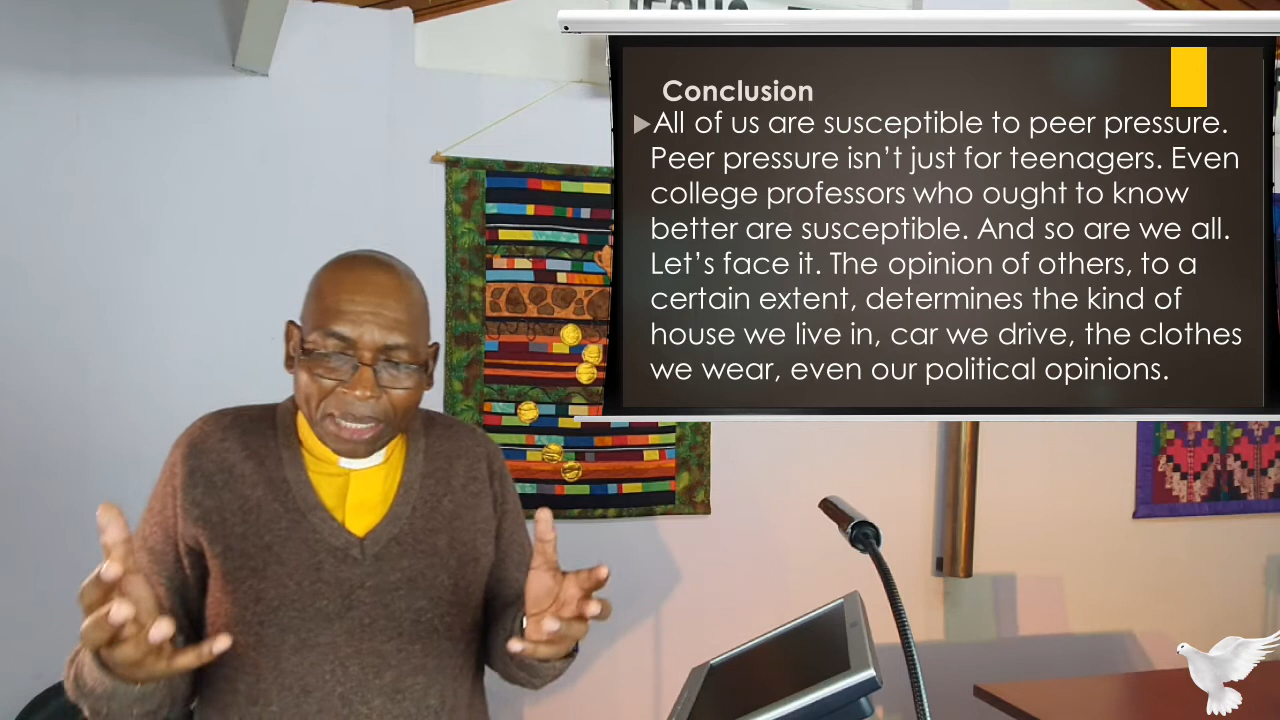 JESUS
Conclusion
All of us are susceptible to peer pressure.
Peer pressure isn’t just for teenagers. Even
college professors who ought to know
better are susceptible. And so are we all.
Let’s face it. The opinion of others, to a
certain extent, determines the kind of
house we live in, car we drive, the clothes
we wear, even our political opinions.